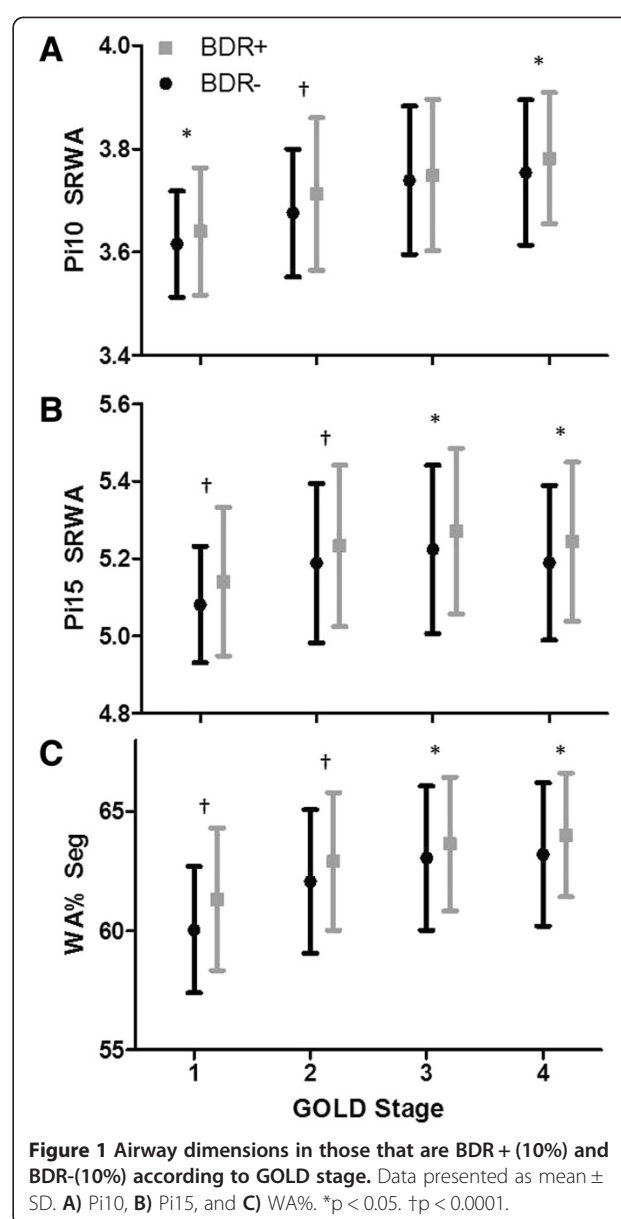 A
BDR+
BDR-
Pi10 SRWA
4.0
3.8
3.6
3.4
*
†
*
B
Pi15 SRWA
5.6
5.4
5.2
5.0
4.8
†
†
*
*
C
WA% Seg
65
60
55
†
†
*
*
1 2 3 4
GOLD Stage
Figure 1 Airway dimensions in those that are BDR + (10%) and
BDR-(10%) according to GOLD stage. Data presented as mean ±
SD. A) Pi10, B) Pi15, and C) WA%. *p < 0.05. †p < 0.0001.